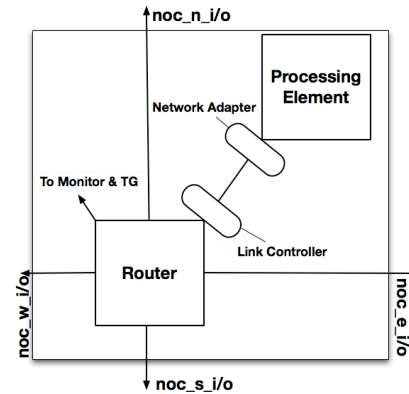 noc_n_i/o
Processing
Element
Network Adapter
To Monitor & TG
Link Controller
Router
noc_w_i/o
noc_e_i/o
noc_s_i/o